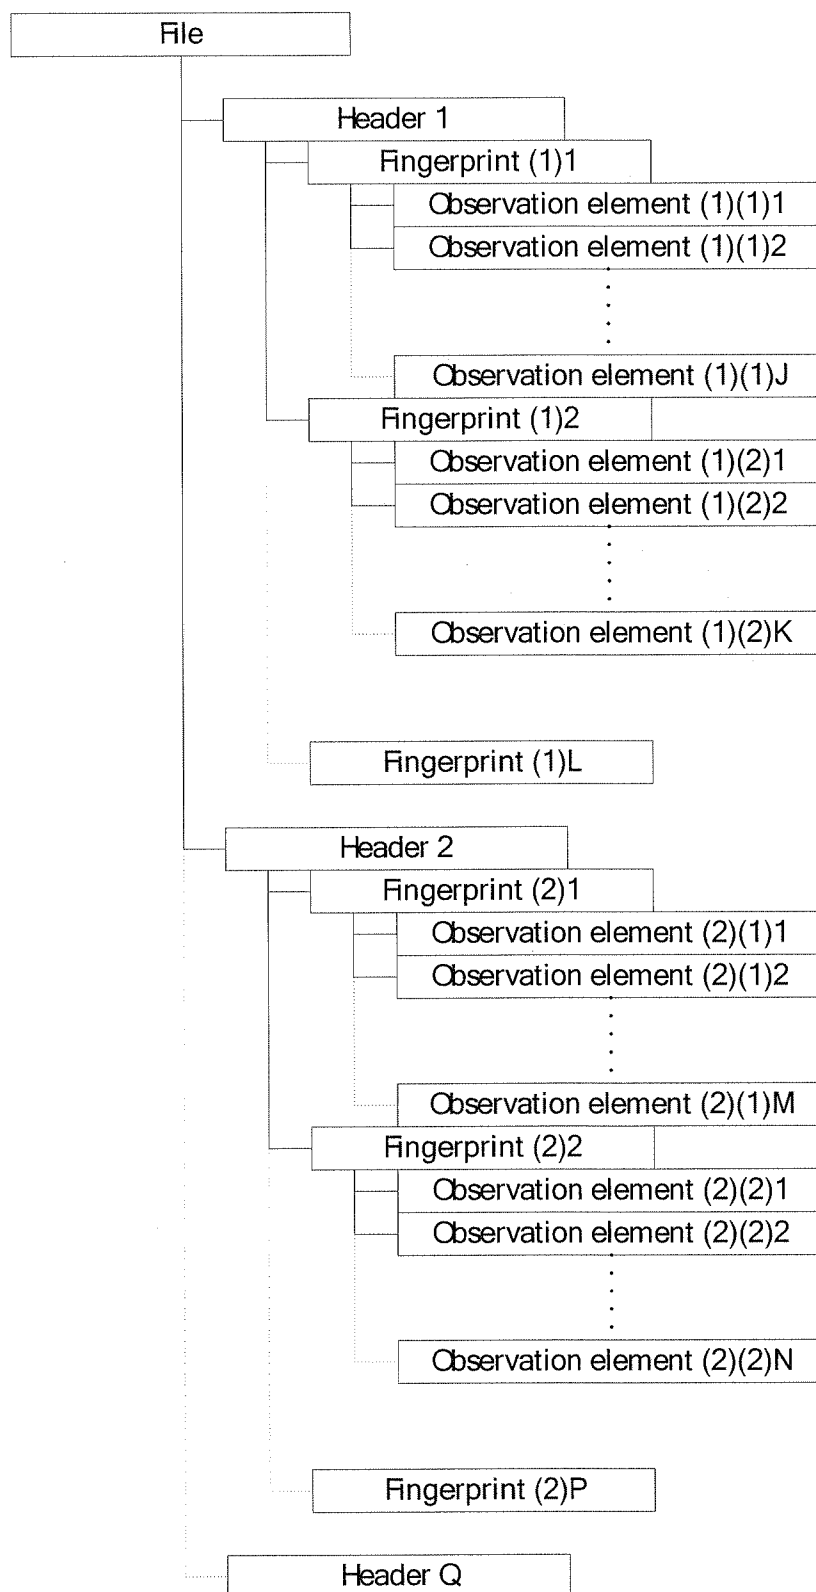 File
Header 1
Fingerprint (1)1
Observation element (1)(1)1
Observation element (1)(1)2
Observation element (1)(1)J
Fingerprint (1)2
Observation element (1)(2)1
Observation element (1)(2)2
Observation element (1)(2)K
Fingerprint (1)L
Header 2
Fingerprint (2)1
Observation element (2)(1)1
Observation element (2)(1)2
Observation element (2)(1)M
Fingerprint (2)2
Observation element (2)(2)1
Observation element (2)(2)2
Observation element (2)(2)N
Fingerprint (2)P
Header Q